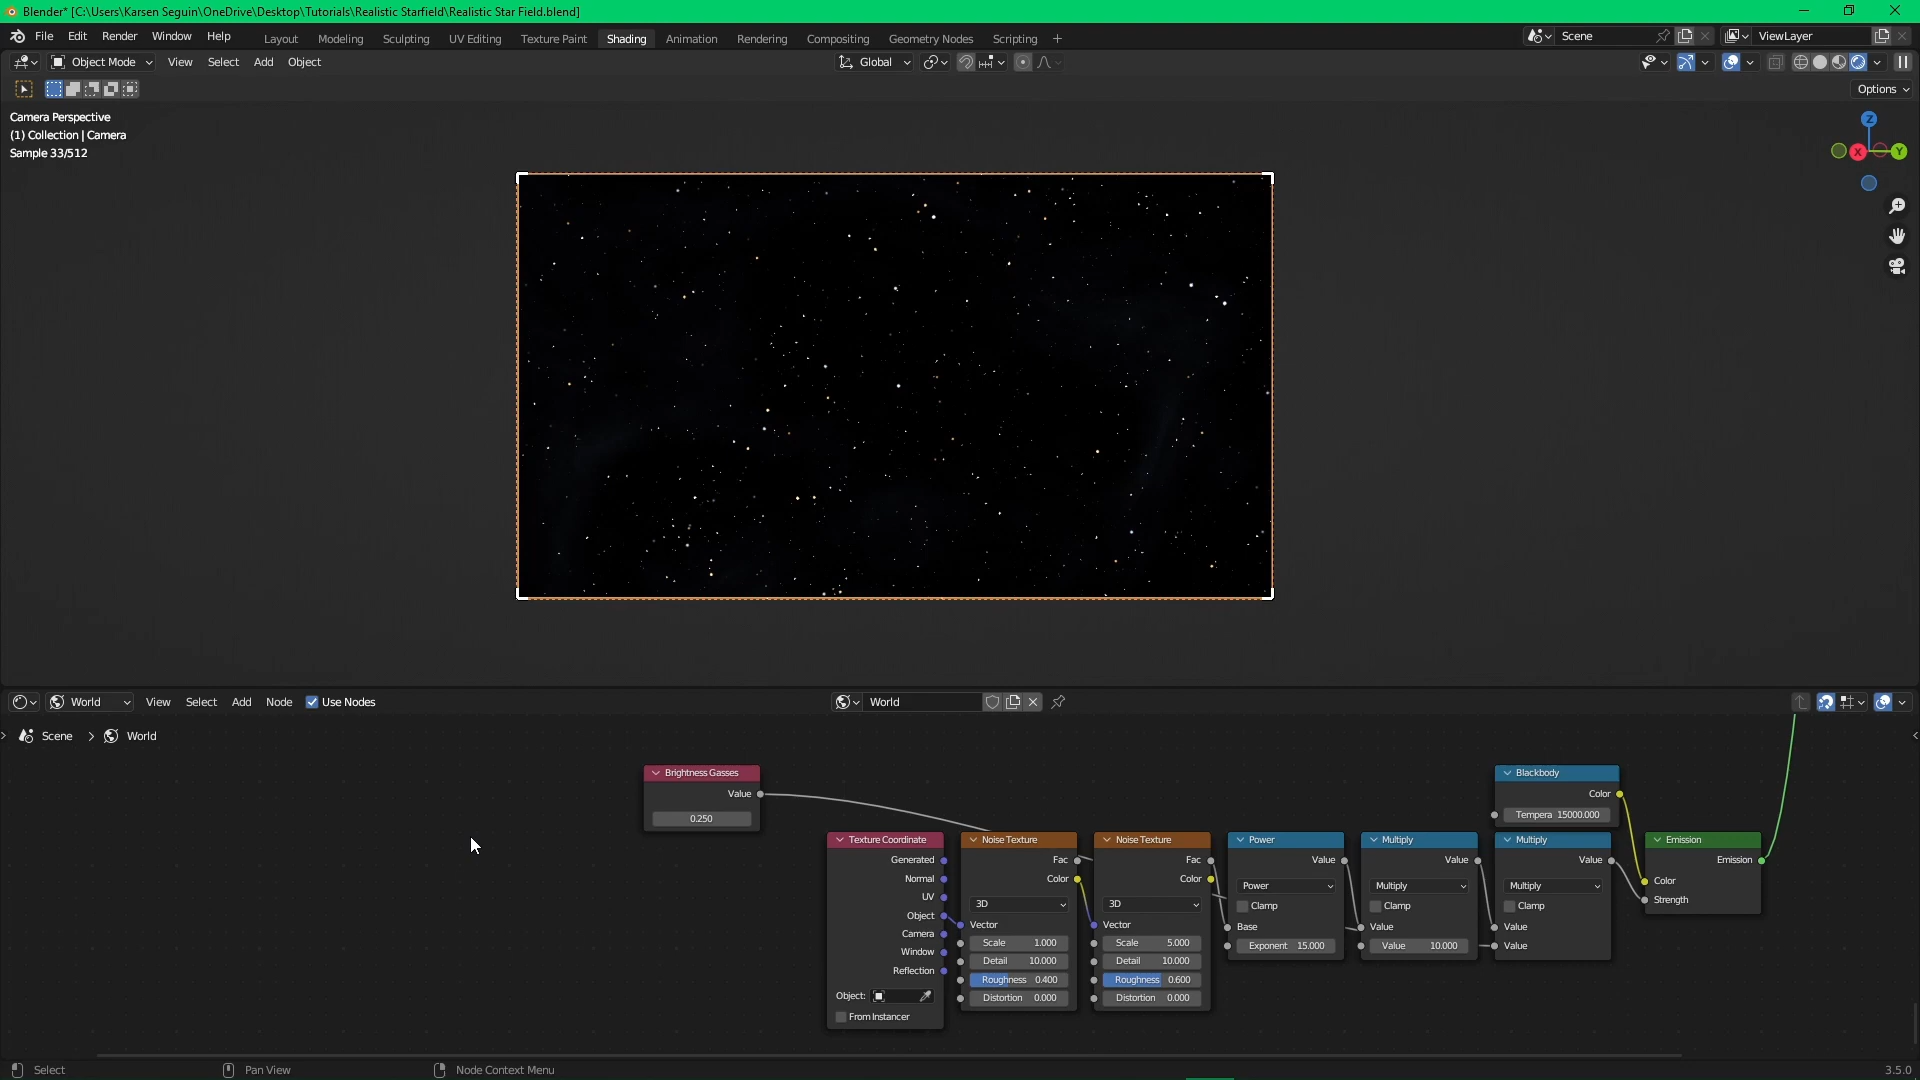 Blender* [C:\Users\Karsen Seguin\OneDrive\Desktop\Tutorials\Realistic Starfield\Realistic Star Field.blend]
File Edit Render Window Help Layout Modeling Sculpting UV Editing Texture Paint Shading Animation Rendering Compositing Geometry Nodes Scripting + Scene ViewLayer
Object Mode View Select Add Object Global
Options
Camera Perspective
(1) Collection | Camera
Sample 33/512
Z
X Y
World View Select Add Node Use Nodes World
Scene > World
Brightness Gasses
Value
0.250
Blackbody
Color
Tempera 15000.000
Texture Coordinate
Generated
Normal
UV
Object
Camera
Window
Reflection
Object:
From Instancer
Noise Texture
Fac
Color
3D
Vector
Scale 1.000
Detail 10.000
Roughness 0.400
Distortion 0.000
Noise Texture
Fac
Color
3D
Vector
Scale 5.000
Detail 10.000
Roughness 0.600
Distortion 0.000
Power
Value
Power
Clamp
Base
Exponent 15.000
Multiply
Value
Multiply
Clamp
Value
Value 10.000
Multiply
Value
Multiply
Clamp
Value
Value
Emission
Emission
Color
Strength
Select Pan View Node Context Menu 3.5.0